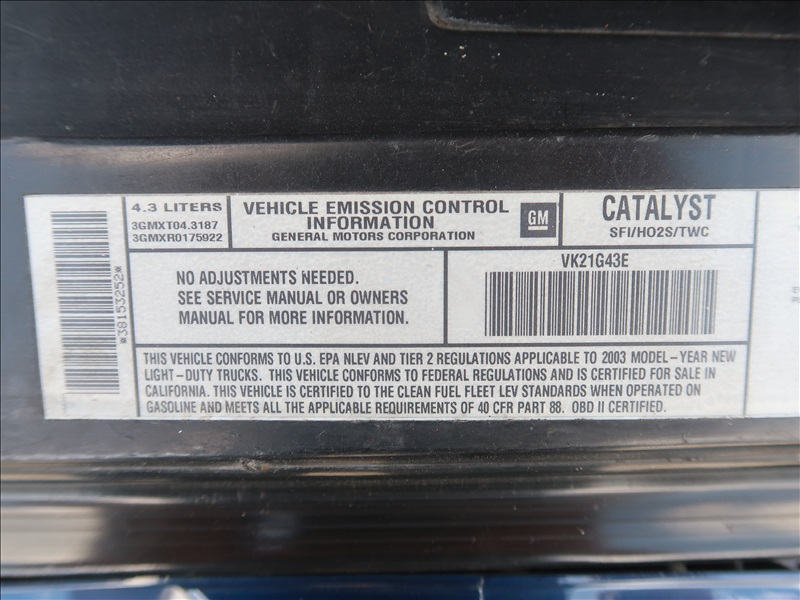 4.3 LITERS
3GMXT04.3187
3GMXR0175922
VEHICLE EMISSION CONTROL
INFORMATION
GENERAL MOTORS CORPORATION
GM
CATALYST
SFI/HO2S/TWC
*38153252*
NO ADJUSTMENTS NEEDED.
SEE SERVICE MANUAL OR OWNERS
MANUAL FOR MORE INFORMATION.
VK21G43E
THIS VEHICLE CONFORMS TO U.S. EPA NLEV AND TIER 2 REGULATIONS APPLICABLE TO 2003 MODEL-YEAR NEW
LIGHT-DUTY TRUCKS. THIS VEHICLE CONFORMS TO FEDERAL REGULATIONS AND IS CERTIFIED FOR SALE IN
CALIFORNIA. THIS VEHICLE IS CERTIFIED TO THE CLEAN FUEL FLEET LEV STANDARDS WHEN OPERATED ON
GASOLINE AND MEETS ALL THE APPLICABLE REQUIREMENTS OF 40 CFR PART 88. OBD II CERTIFIED.